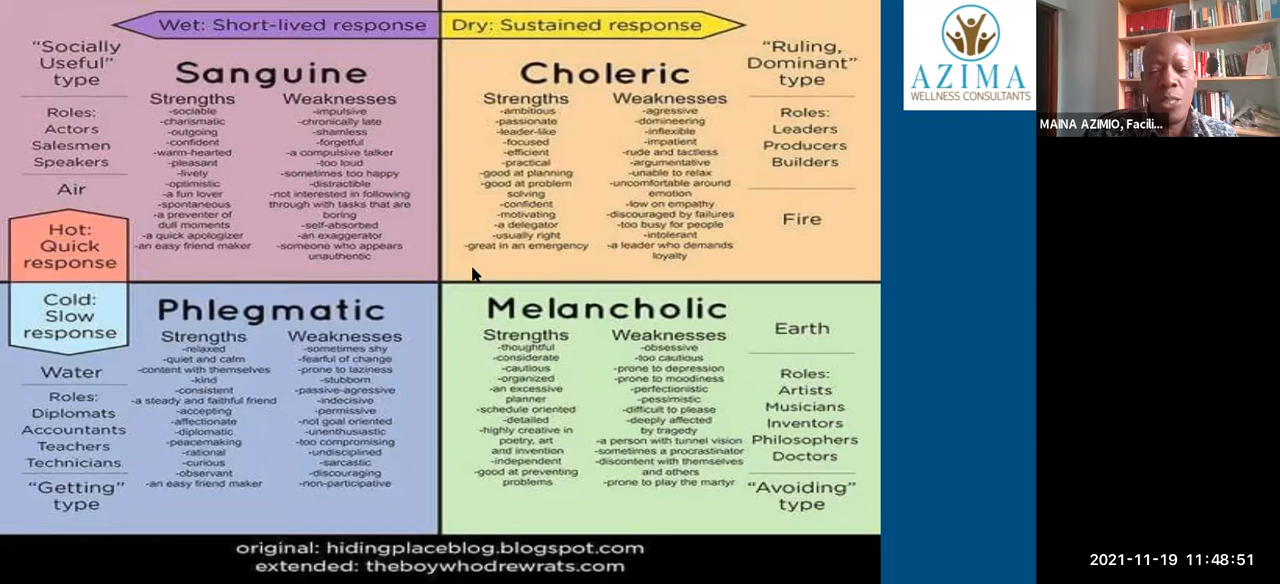 Wet: Short-lived response
Dry: Sustained response
"Socially
Useful"
type
Roles:
Actors
Salesmen
Speakers
Air
Hot:
Quick
response
Sanguine
Strengths
-sociable
-charismatic
-outgoing
-confident
-warm-hearted
-pleasant
-lively
-optimistic
-a fun lover
-spontaneous
-a preventer of
dull moments
-a quick apologizer
-an easy friend maker
Weaknesses
-impulsive
-chronically late
-shamless
-forgetful
-a compulsive talker
-too loud
-sometimes too happy
-distractible
-not interested in following
through with tasks that are
boring
-self-absorbed
-an exaggerator
-someone who appears
unauthentic
Choleric
Strengths
-ambitious
-passionate
-leader-like
-focused
-efficient
-practical
-good at planning
-good at problem
solving
-confident
-motivating
-a delegator
-usually right
-great in an emergency
Weaknesses
-agressive
-domineering
-inflexible
-impatient
-rude and tactless
-argumentative
-unable to relax
-uncomfortable around
emotion
-low on empathy
-discouraged by failures
-too busy for people
-intolerant
-a leader who demands
loyalty
"Ruling,
Dominant"
type
Roles:
Leaders
Producers
Builders
Fire
Cold:
Slow
response
Water
Roles:
Diplomats
Accountants
Teachers
Technicians
"Getting"
type
Phlegmatic
Strengths
-relaxed
-quiet and calm
-content with themselves
-kind
-consistent
-a steady and faithful friend
-accepting
-affectionate
-diplomatic
-peacemaking
-rational
-curious
-observant
-an easy friend maker
Weaknesses
-sometimes shy
-fearful of change
-prone to laziness
-stubborn
-passive-agressive
-indecisive
-permissive
-not goal oriented
-unenthusiastic
-too compromising
-undisciplined
-sarcastic
-discouraging
-non-participative
Melancholic
Strengths
-thoughtful
-considerate
-cautious
-organized
-an excessive
planner
-schedule oriented
-detailed
-highly creative in
poetry, art
and invention
-independent
-good at preventing
problems
Weaknesses
-obsessive
-too cautious
-prone to depression
-prone to moodiness
-perfectionistic
-pessimistic
-difficult to please
-deeply affected
by tragedy
-a person with tunnel vision
-sometimes a procrastinator
-discontent with themselves
and others
-prone to play the martyr
Earth
Roles:
Artists
Musicians
Inventors
Philosophers
Doctors
"Avoiding"
type
original: hidingplaceblog.blogspot.com
extended: theboywhodrewrats.com
AZIMA
WELLNESS CONSULTANTS
MAINA AZIMIO, Facili...
2021-11-19 11:48:51